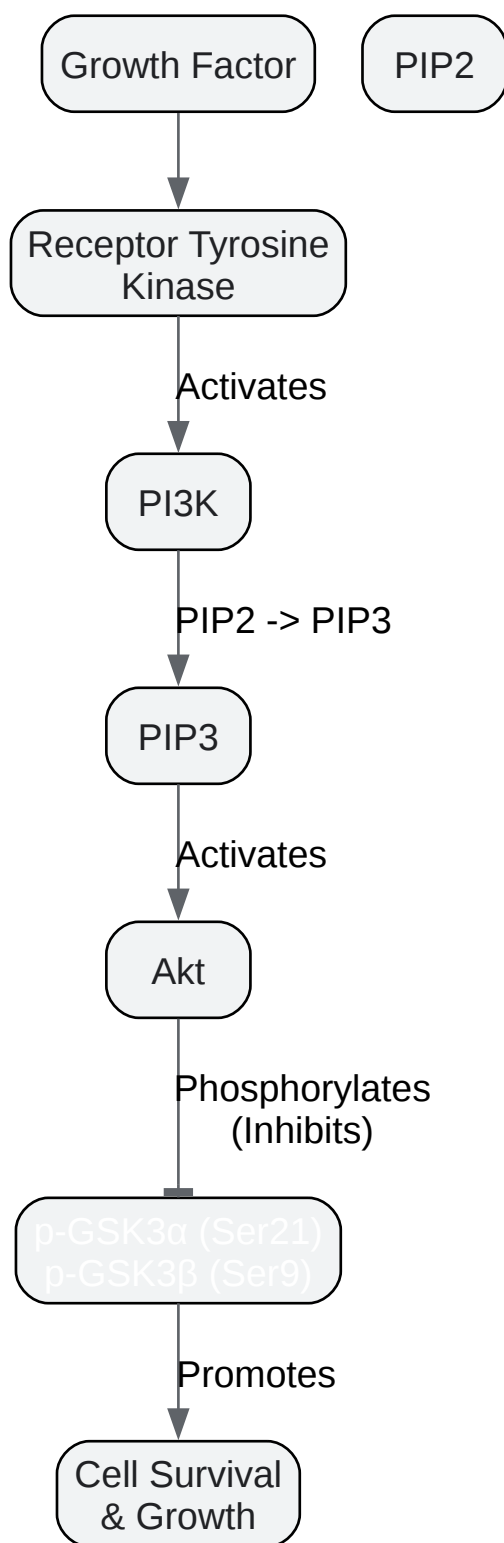 Growth Factor
PIP2
Receptor Tyrosine
Kinase
Activates
PI3K
PIP2 -> PIP3
PIP3
Activates
Akt
Phosphorylates
(Inhibits)
p-GSK3α (Ser21)
p-GSK3β (Ser9)
Promotes
Cell Survival
& Growth